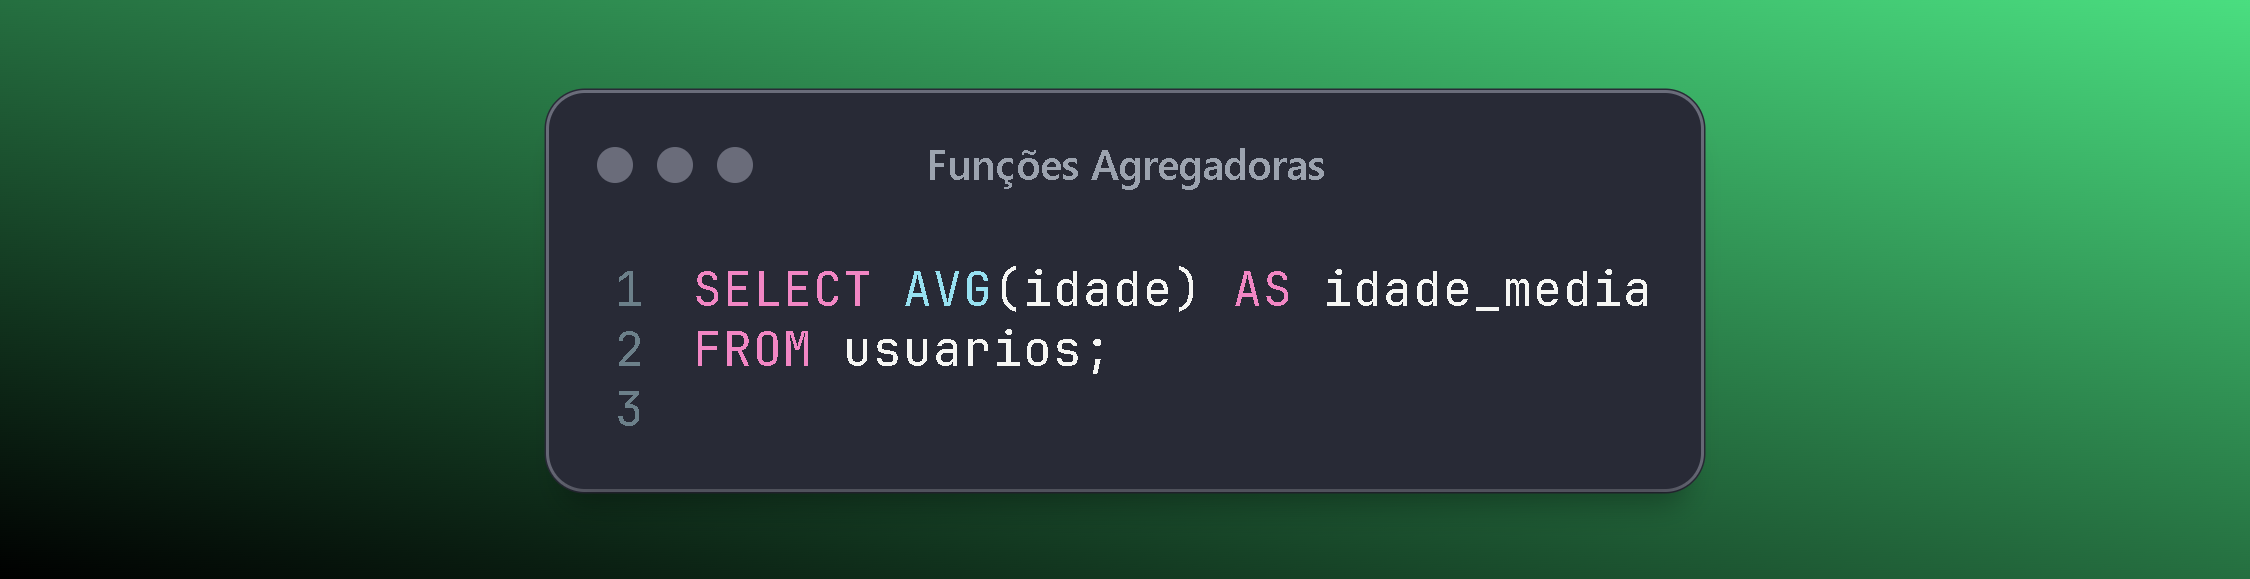 Funções Agregadoras
1 SELECT AVG(idade) AS idade_media
2 FROM usuarios;
3